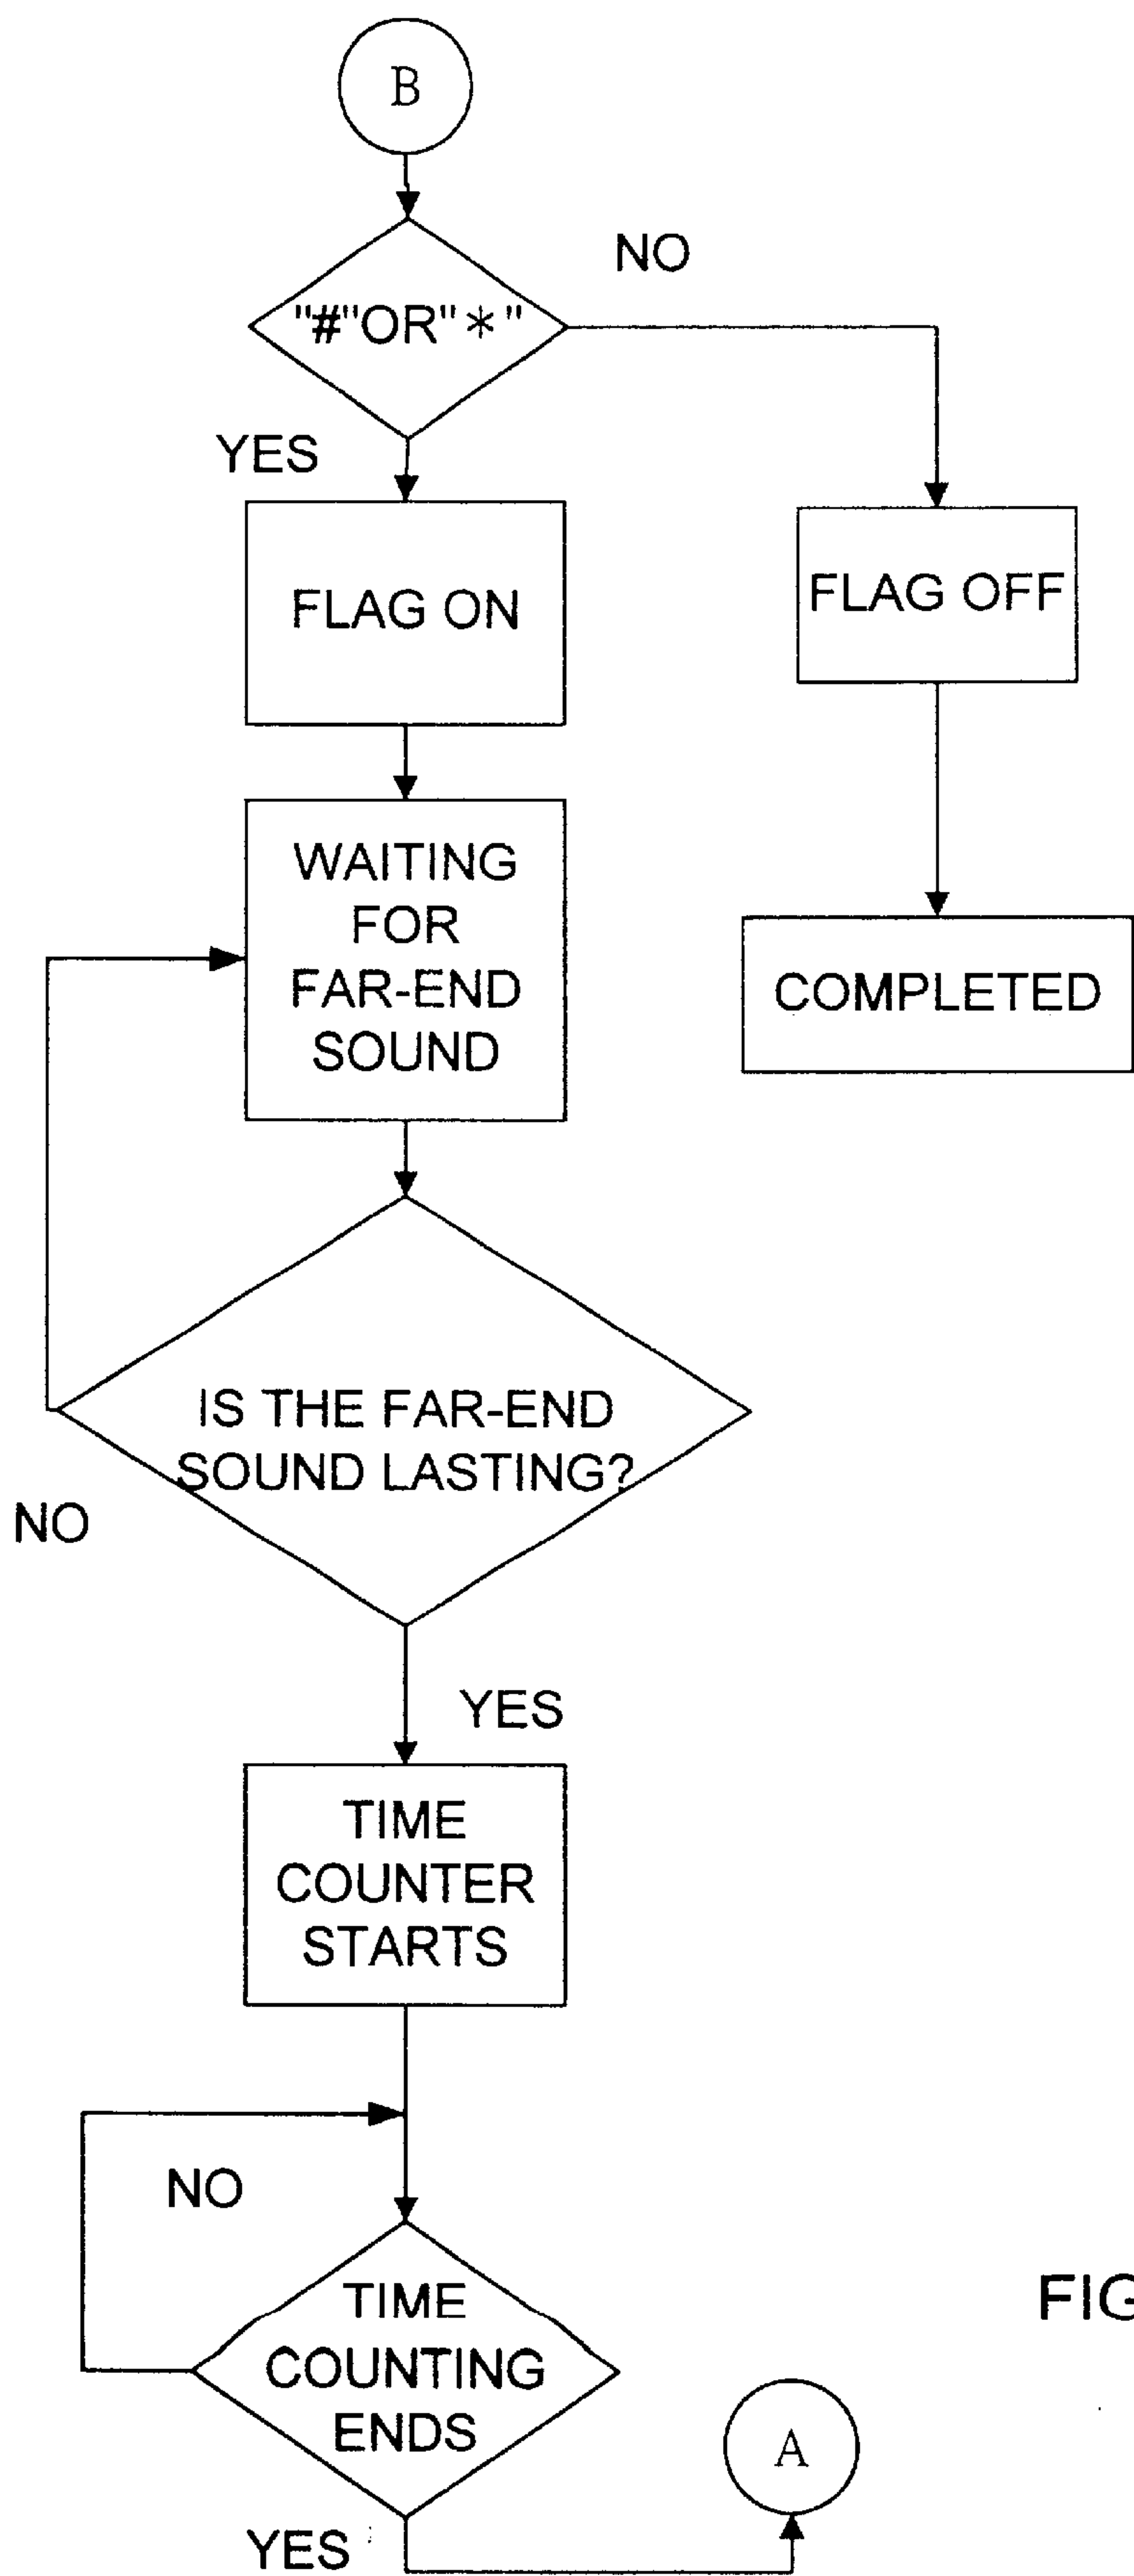 B
"#"OR"*"
NO
YES
FLAG ON
FLAG OFF
WAITING
FOR
FAR-END
SOUND
COMPLETED
IS THE FAR-END
SOUND LASTING?
NO
YES
TIME
COUNTER
STARTS
NO
TIME
COUNTING
ENDS
YES
A
FIG